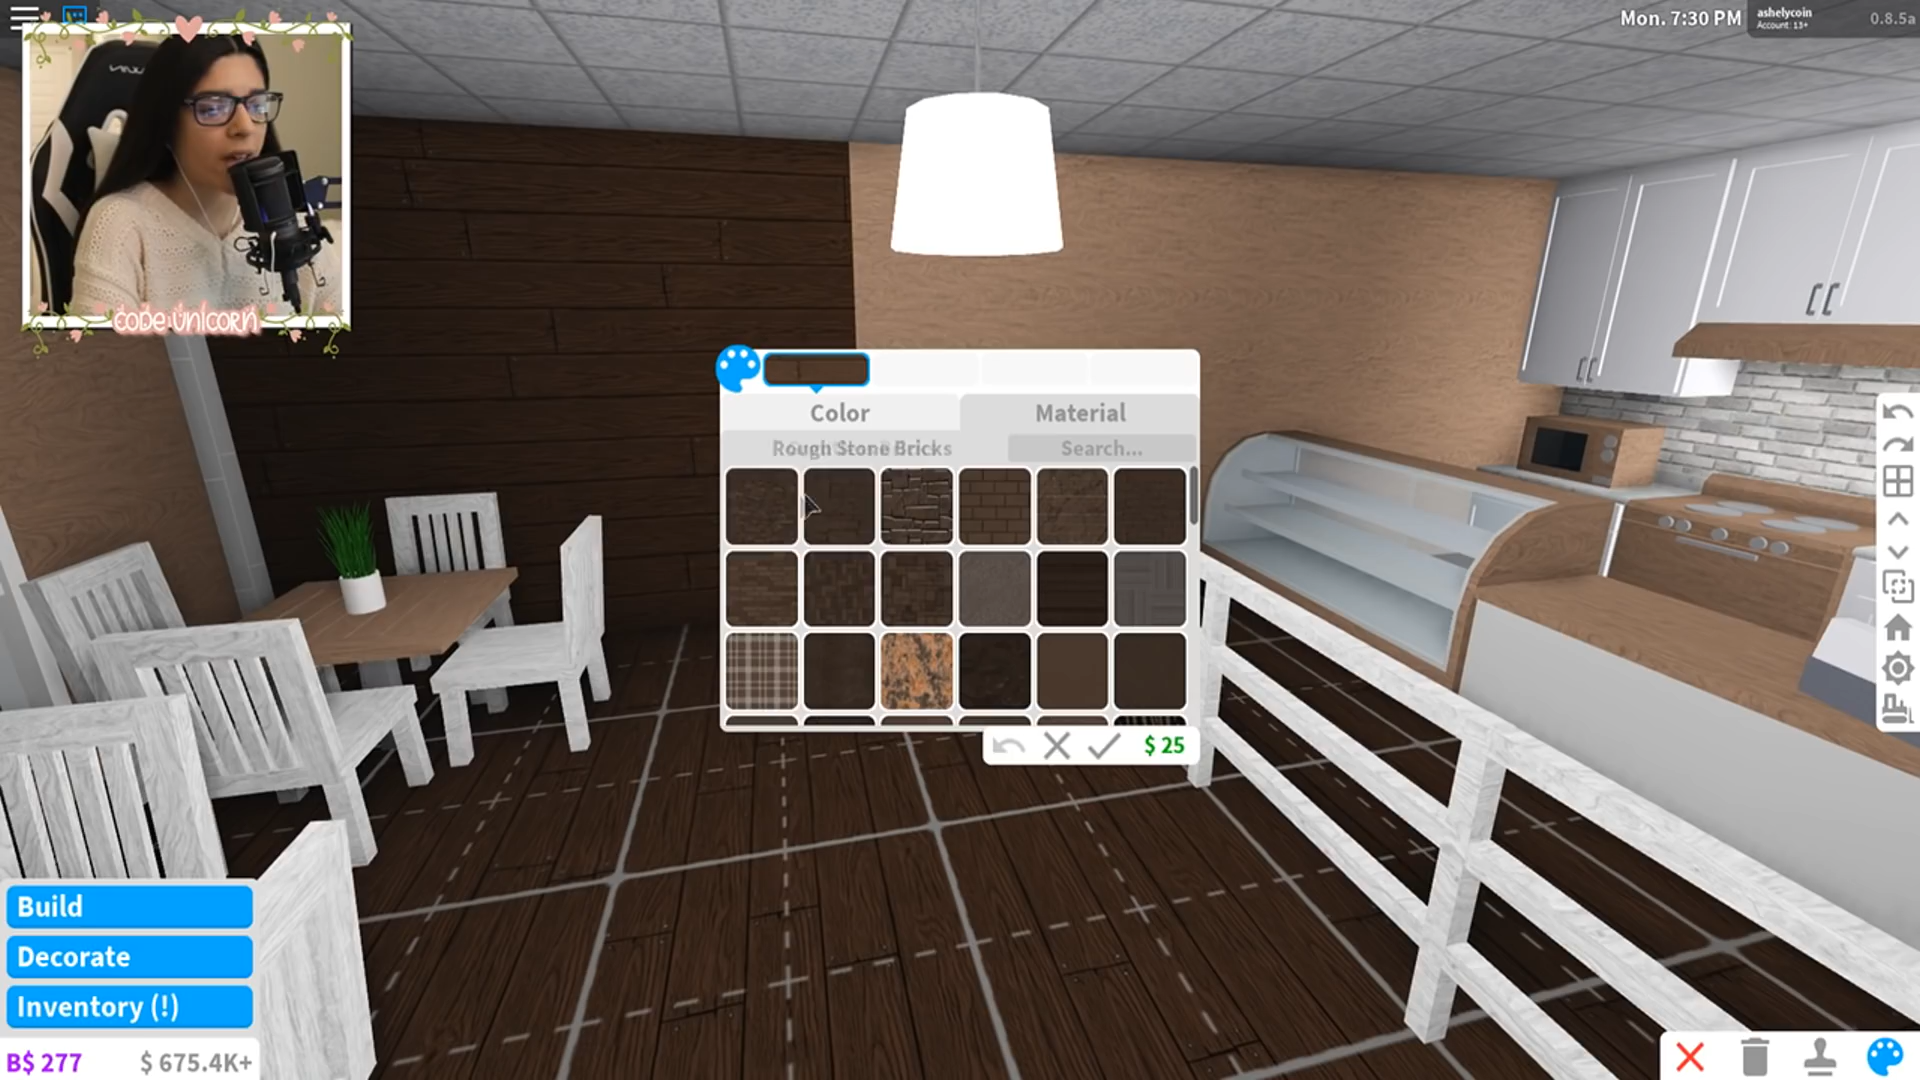 Mon. 7:30 PM
ashelycoin
Account: 13+
0.8.5a
CODE UNICORN
Color
Material
Rough Stone Bricks
Search...
$ 25
Build
Decorate
Inventory (!)
B$ 277
$ 675.4K+